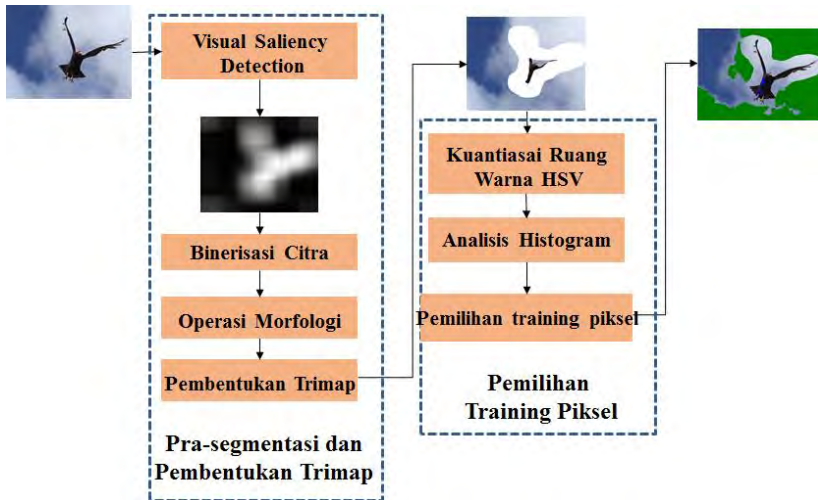 Visual Saliency
Detection
Binerisasi Citra
Operasi Morfologi
Pembentukan Trimap
Pra-segmentasi dan
Pembentukan Trimap
Kuantiasai Ruang
Warna HSV
Analisis Histogram
Pemilihan training piksel
Pemilihan
Training Piksel